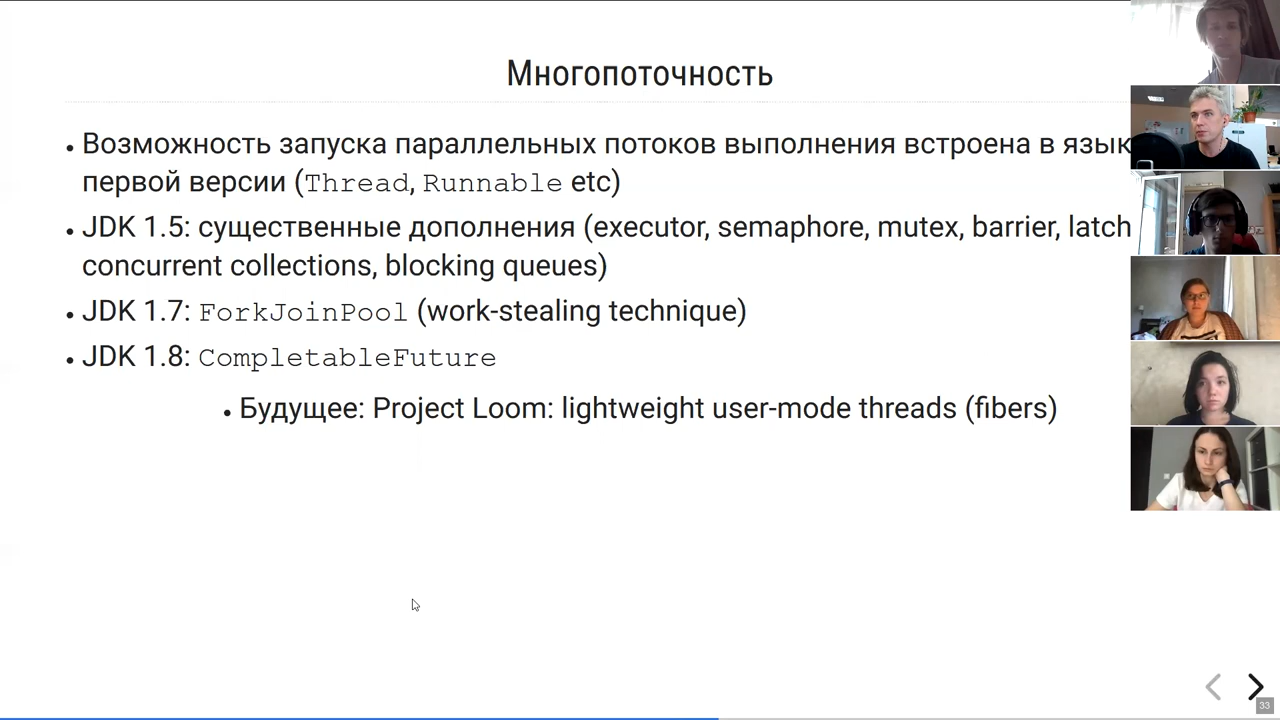 Многопоточность
Возможность запуска параллельных потоков выполнения встроена в язык
первой версии (Thread, Runnable etc)
JDK 1.5: существенные дополнения (executor, semaphore, mutex, barrier, latch
concurrent collections, blocking queues)
JDK 1.7: ForkJoinPool (work-stealing technique)
JDK 1.8: CompletableFuture
Будущее: Project Loom: lightweight user-mode threads (fibers)
33